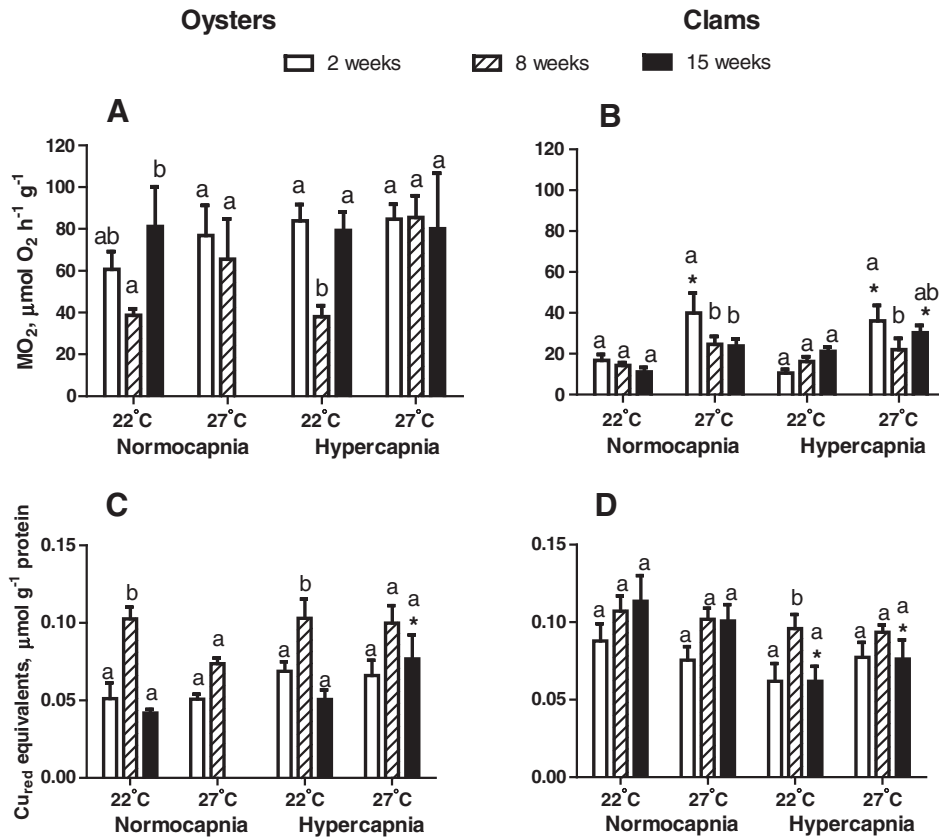 Oysters Clams
2 weeks 8 weeks 15 weeks
A
MO2, µmol O2 h-1 g-1
120
100
80
60
40
20
0
ab a b a a a b a a a a
22°C 27°C 22°C 27°C
Normocapnia Hypercapnia
B
120
100
80
60
40
20
0
a a a a * b b a a a a * b ab *
22°C 27°C 22°C 27°C
Normocapnia Hypercapnia
C
Cured equivalents, µmol g-1 protein
0.15
0.10
0.05
0.00
a b a a a a b a a a a *
22°C 27°C 22°C 27°C
Normocapnia Hypercapnia
D
0.15
0.10
0.05
0.00
a a a a a a a b a * a a a *
22°C 27°C 22°C 27°C
Normocapnia Hypercapnia